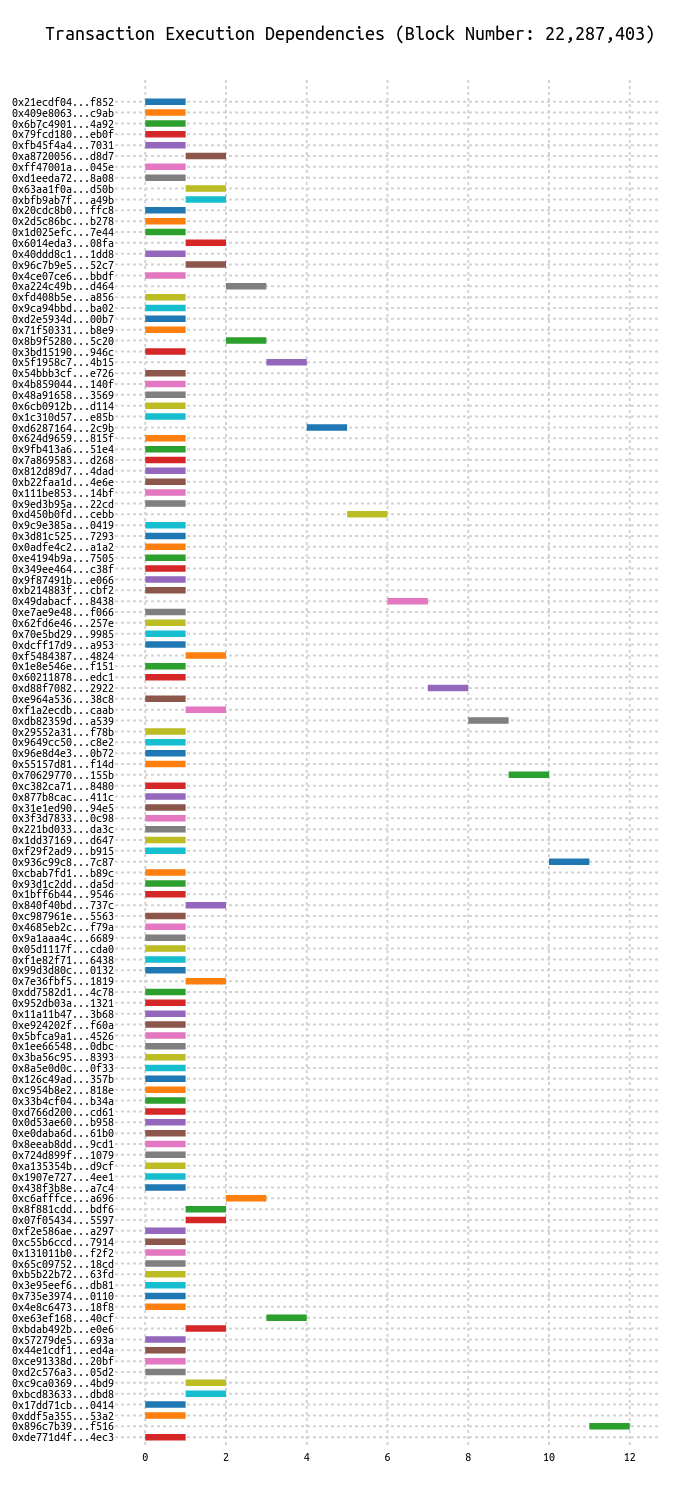 Transaction Execution Dependencies (Block Number: 22,287,403)
0x21ecdf04...f852
0x409e8063...c9ab
0x6b7c4901...4a92
0x79fcd180...eb0f
0xfb45f4a4...7031
0xa8720056...d8d7
0xff47001a...045e
0xd1eeda72...8a08
0x63aa1f0a...d50b
0xbfb9ab7f...a49b
0x20cdc8b0...ffc8
0x2d5c86bc...b278
0x1d025efc...7e44
0x6014eda3...08fa
0x40ddd8c1...1dd8
0x96c7b9e5...52c7
0x4ce07ce6...bbdf
0xa224c49b...d464
0xfd408b5e...a856
0x9ca94bbd...ba02
0xd2e5934d...00b7
0x71f50331...b8e9
0x8b9f5280...5c20
0x3bd15190...946c
0x5f1958c7...4b15
0x54bbb3cf...e726
0x4b859044...140f
0x48a91658...3569
0x6cb0912b...d114
0x1c310d57...e85b
0xd6287164...2c9b
0x624d9659...815f
0x9fb413a6...51e4
0x7a869583...d268
0x812d89d7...4dad
0xb22faa1d...4e6e
0x111be853...14bf
0x9ed3b95a...22cd
0xd450b0fd...cebb
0x9c9e385a...0419
0x3d81c525...7293
0x0adfe4c2...a1a2
0xe4194b9a...7505
0x349ee464...c38f
0x9f87491b...e066
0xb214883f...cbf2
0x49dabacf...8438
0xe7ae9e48...f066
0x62fd6e46...257e
0x70e5bd29...9985
0xdcff17d9...a953
0xf5484387...4824
0x1e8e546e...f151
0x60211878...edc1
0xd88f7082...2922
0xe964a536...38c8
0xf1a2ecdb...caab
0xdb82359d...a539
0x29552a31...f78b
0x9649cc50...c8e2
0x96e8d4e3...0b72
0x55157d81...f14d
0x70629770...155b
0xc382ca71...8480
0x877b8cac...411c
0x31e1ed90...94e5
0x3f3d7833...0c98
0x221bd033...da3c
0x1dd37169...d647
0xf29f2ad9...b915
0x936c99c8...7c87
0xcbab7fd1...b89c
0x93d1c2dd...da5d
0x1bff6b44...9546
0x840f40bd...737c
0xc987961e...5563
0x4685eb2c...f79a
0x9a1aaa4c...6689
0x05d1117f...cda0
0xf1e82f71...6438
0x99d3d80c...0132
0x7e36fbf5...1819
0xdd7582d1...4c78
0x952db03a...1321
0x11a11b47...3b68
0xe924202f...f60a
0x5bfca9a1...4526
0x1ee66548...0dbc
0x3ba56c95...8393
0x8a5e0d0c...0f33
0x126c49ad...357b
0xc954b8e2...818e
0x33b4cf04...b34a
0xd766d200...cd61
0x0d53ae60...b958
0xe0daba6d...61b0
0x8eeab8dd...9cd1
0x724d899f...1079
0xa135354b...d9cf
0x1907e727...4ee1
0x438f3b8e...a7c4
0xc6afffce...a696
0x8f881cdd...bdf6
0x07f05434...5597
0xf2e586ae...a297
0xc55b6ccd...7914
0x131011b0...f2f2
0x65c09752...18cd
0xb5b22b72...63fd
0x3e95eef6...db81
0x735e3974...0110
0x4e8c6473...18f8
0xe63ef168...40cf
0xbdab492b...e0e6
0x57279de5...693a
0x44e1cdf1...ed4a
0xce91338d...20bf
0xd2c576a3...05d2
0xc9ca0369...4bd9
0xbcd83633...dbd8
0x17dd71cb...0414
0xddf5a355...53a2
0x896c7b39...f516
0xde771d4f...4ec3
0 2 4 6 8 10 12